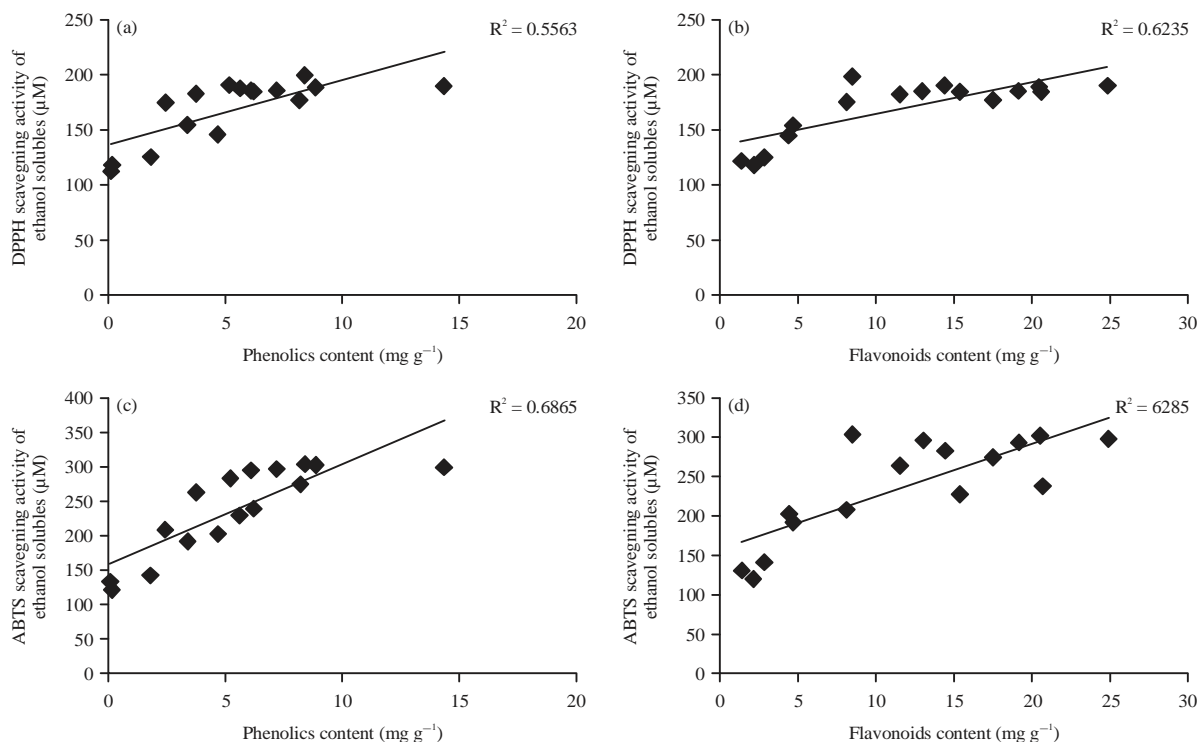 (a)
R² = 0.5563
250
200
150
100
50
0
0 5 10 15 20
DPPH scavegning activity of
ethanol solubles (µM)
Phenolics content (mg g⁻¹)
(b)
R² = 0.6235
250
200
150
100
50
0
0 5 10 15 20 25 30
DPPH scavegning activity of
ethanol solubles (µM)
Flavonoids content (mg g⁻¹)
(c)
R² = 0.6865
400
350
300
250
200
150
100
50
0
0 5 10 15 20
ABTS scavegning activity of
ethanol solubles (µM)
Phenolics content (mg g⁻¹)
(d)
R² = 6285
350
300
250
200
150
100
50
0
0 5 10 15 20 25 30
ABTS scavegning activity of
ethanol solubles (µM)
Flavonoids content (mg g⁻¹)